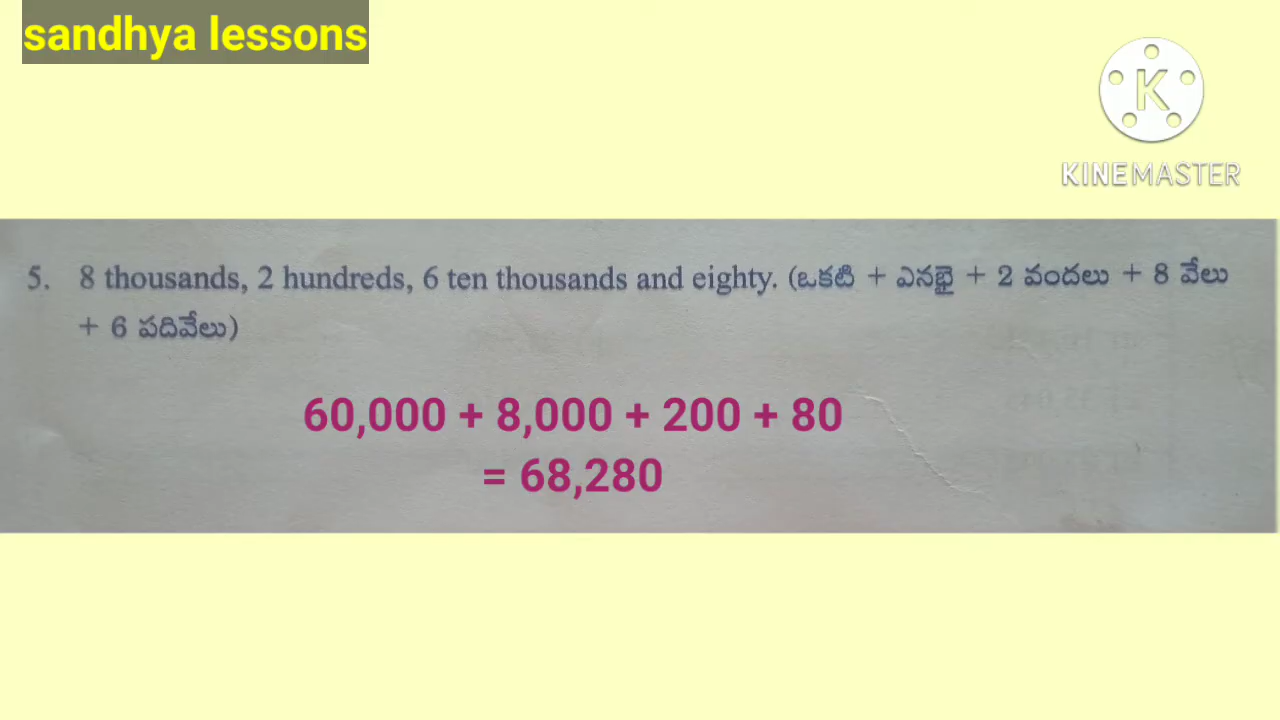 sandhya lessons
K
KINEMASTER
5. 8 thousands, 2 hundreds, 6 ten thousands and eighty. (ఒకటి + ఎనభై + 2 వందలు + 8 వేలు
+ 6 పదివేలు)
60,000 + 8,000 + 200 + 80
= 68,280